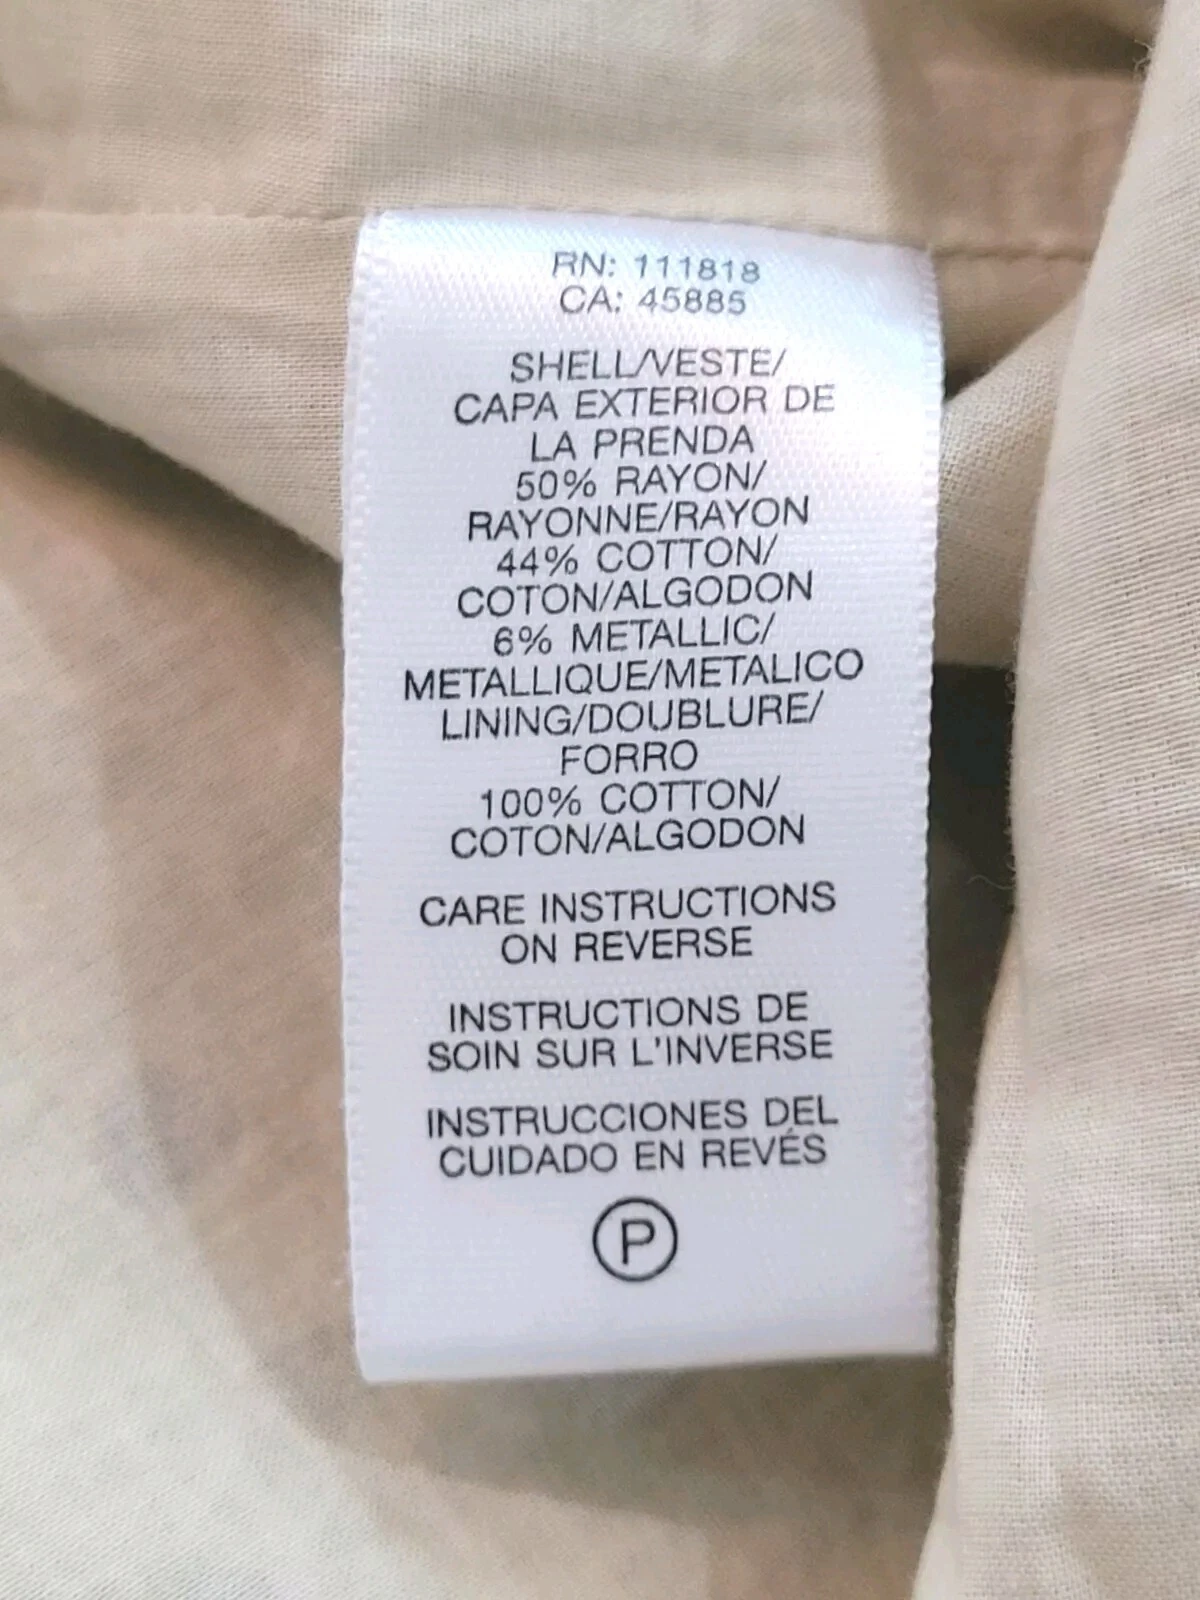 RN: 111818
CA: 45885
SHELL/VESTE/
CAPA EXTERIOR DE
LA PRENDA
50% RAYON/
RAYONNE/RAYON
44% COTTON/
COTON/ALGODON
6% METALLIC/
METALLIQUE/METALICO
LINING/DOUBLURE/
FORRO
100% COTTON/
COTON/ALGODON
CARE INSTRUCTIONS
ON REVERSE
INSTRUCTIONS DE
SOIN SUR L'INVERSE
INSTRUCCIONES DEL
CUIDADO EN REVÉS
P